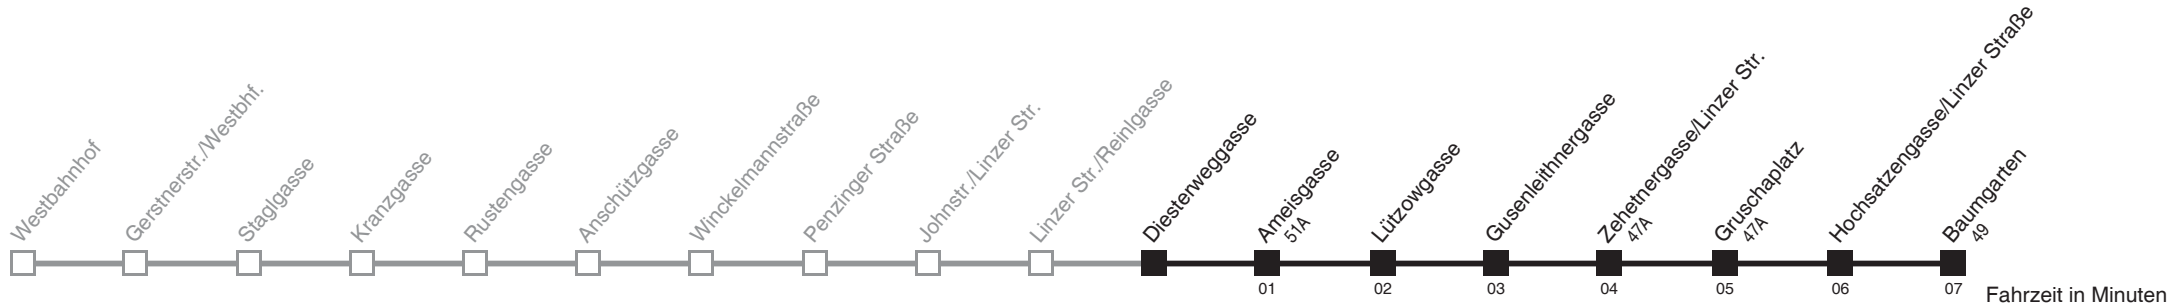 Westbahnhof
Gerstnerstr./Westbhf.
Staglgasse
Kranzgasse
Rustengasse
Anschützgasse
Winckelmannstraße
Penzinger Straße
Johnstr./Linzer Str.
Linzer Str./Reinlgasse
Diesterweggasse
Ameisgasse
51A
Lützowgasse
Gusenleithnergasse
Zehetnergasse/Linzer Str.
47A
Gruschaplatz
47A
Hochsatzengasse/Linzer Straße
Baumgarten
49
01 02 03 04 05 06 07
Fahrzeit in Minuten